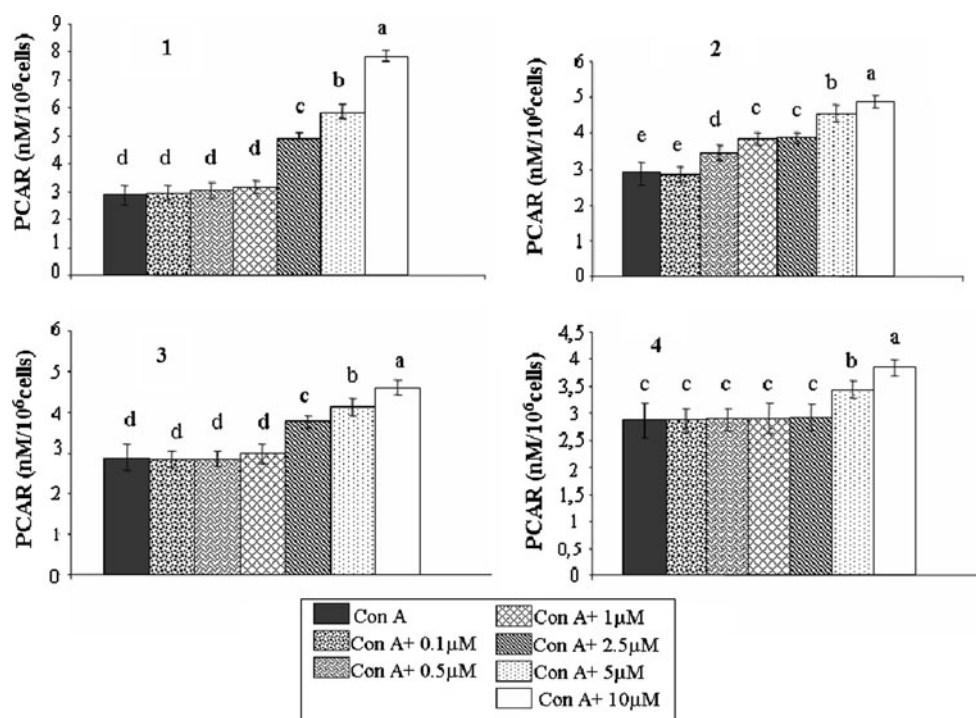 PCAR (nM/10⁶cells)
9
8
7
6
5
4
3
2
1
0
1
d d d d c b a
PCAR (nM/10⁶cells)
6
5
4
3
2
1
0
2
e e d c c b a
PCAR (nM/10⁶cells)
6
5
4
3
2
1
0
3
d d d d c b a
PCAR (nM/10⁶cells)
4,5
4
3,5
3
2,5
2
1,5
1
0,5
0
4
c c c c c b a
Con A
Con A+ 0.1µM
Con A+ 0.5µM
Con A+ 1µM
Con A+ 2.5µM
Con A+ 5µM
Con A+ 10µM